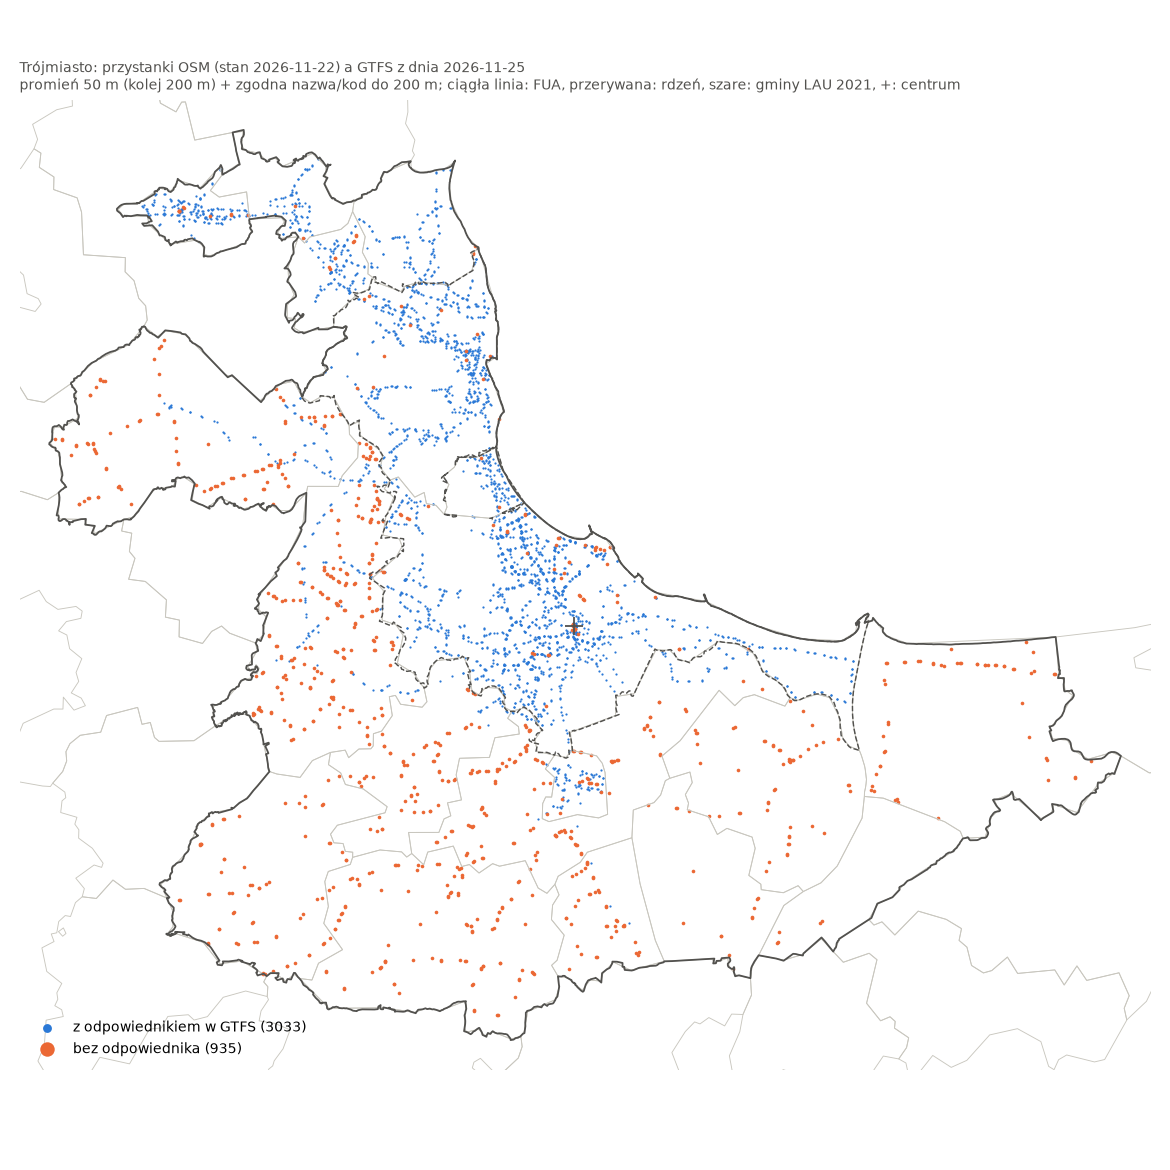 Trójmiasto: przystanki OSM (stan 2026-11-22) a GTFS z dnia 2026-11-25
promień 50 m (kolej 200 m) + zgodna nazwa/kod do 200 m; ciągła linia: FUA, przerywana: rdzeń, szare: gminy LAU 2021, +: centrum
z odpowiednikiem w GTFS (3033)
bez odpowiednika (935)